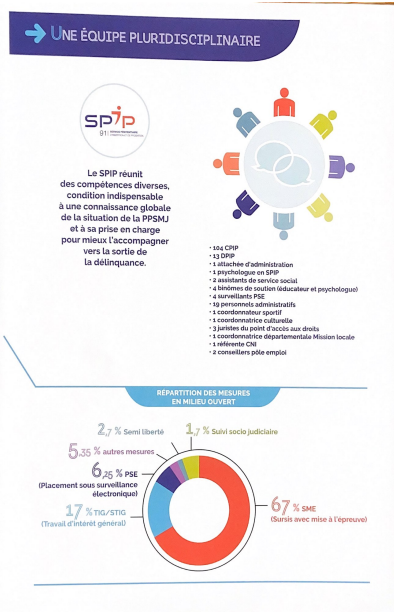 UNE ÉQUIPE PLURIDISCIPLINAIRE
SPIP
91
Le SPIP réunit
des compétences diverses,
condition indispensable
à une connaissance globale
de la situation de la PPSMJ
et à sa prise en charge
pour mieux l'accompagner
vers la sortie de
la délinquance.
• 104 CPIP
• 13 DPIP
• 1 attachée d'administration
• 1 psychologue en SPIP
• 2 assistants de service social
• 4 binômes de soutien (éducateur et psychologue)
• 4 surveillants PSE
• 19 personnels administratifs
• 1 coordonnateur sportif
• 1 coordonnatrice culturelle
• 3 juristes du point d'accès aux droits
• 1 coordonnatrice départementale Mission locale
• 1 référente CNI
• 2 conseillers pôle emploi
RÉPARTITION DES MESURES
EN MILIEU OUVERT
2,7 % Semi liberté
1,7 % Suivi socio judiciaire
5,35 % autres mesures
6,25 % PSE
(Placement sous surveillance
électronique)
17 % TIG/STIG
(Travail d'intérêt général)
67 % SME
(Sursis avec mise à l'épreuve)